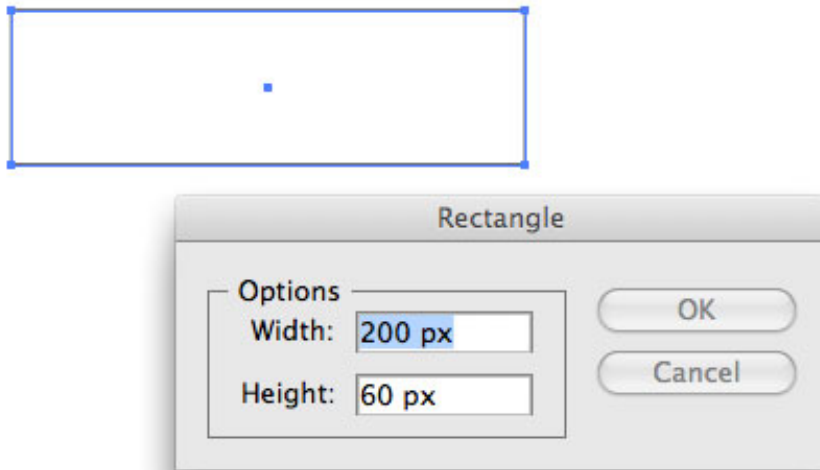 Rectangle
Options
Width: 200 px
Height: 60 px
OK
Cancel